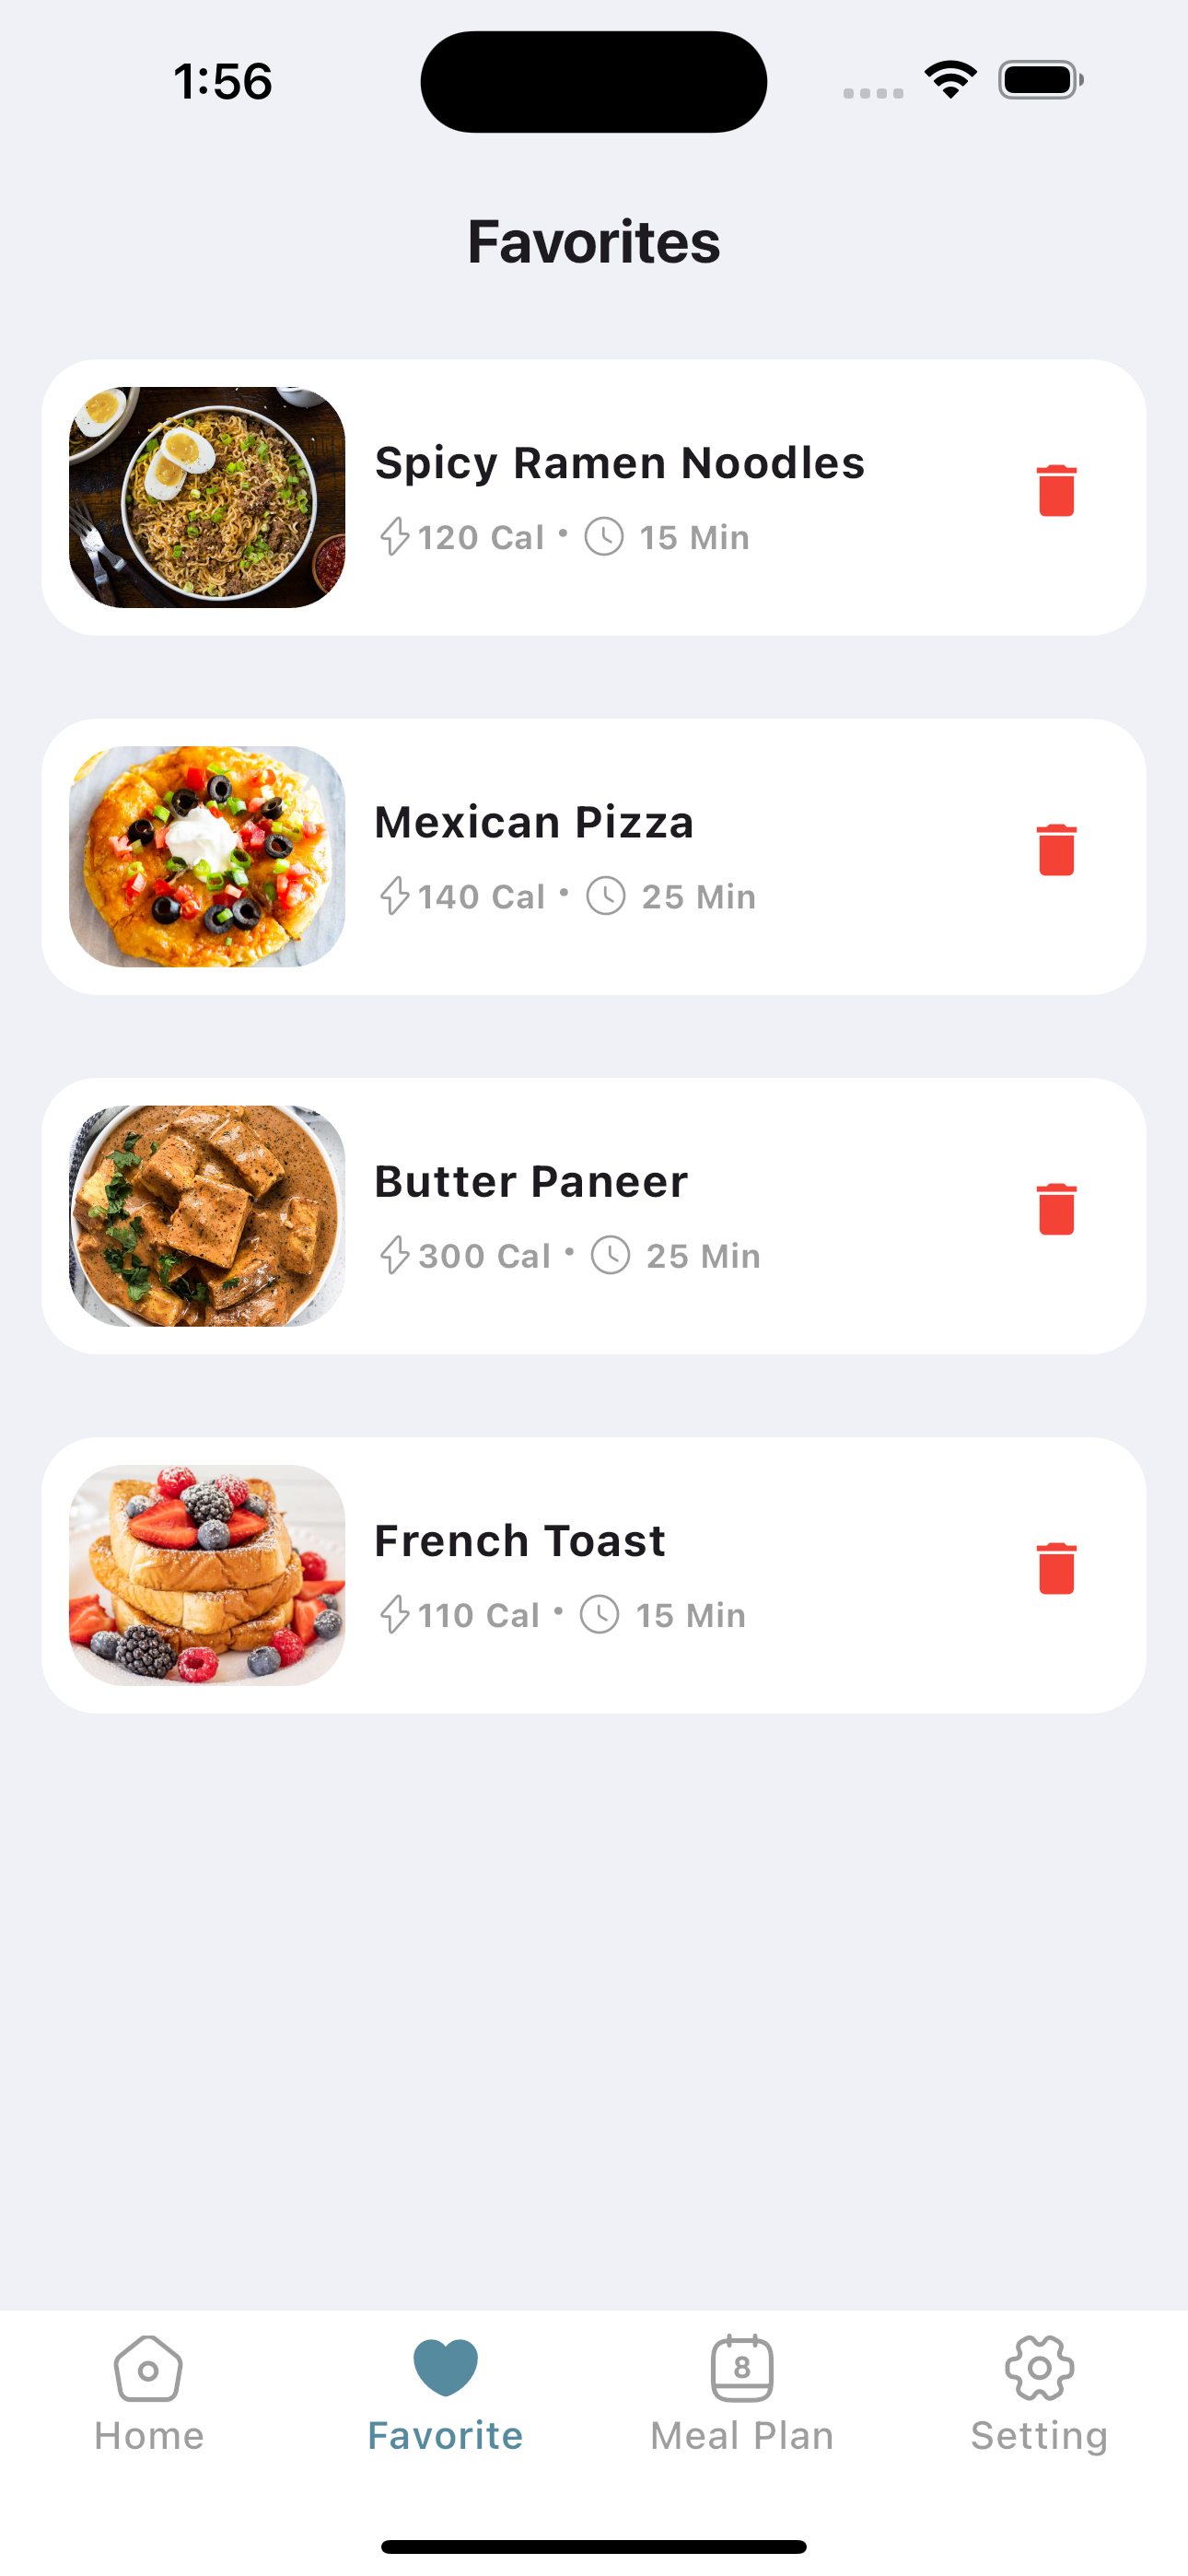 1:56
Favorites
Spicy Ramen Noodles
120 Cal • 15 Min
Mexican Pizza
140 Cal • 25 Min
Butter Paneer
300 Cal • 25 Min
French Toast
110 Cal • 15 Min
8
Home Favorite Meal Plan Setting